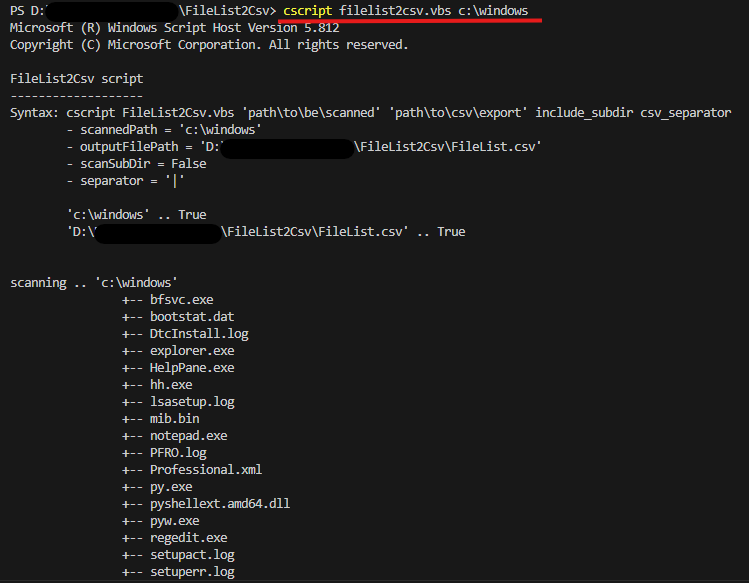 PS D:\FileList2Csv> cscript filelist2csv.vbs c:\windows
Microsoft (R) Windows Script Host Version 5.812
Copyright (C) Microsoft Corporation. All rights reserved.
FileList2Csv script
-------------------
Syntax: cscript FileList2Csv.vbs 'path\to\be\scanned' 'path\to\csv\export' include_subdir csv_separator
- scannedPath = 'c:\windows'
- outputFilePath = 'D:\FileList2Csv\FileList.csv'
- scanSubDir = False
- separator = '|'
'c:\windows' .. True
'D:\\FileList2Csv\FileList.csv' .. True
scanning .. 'c:\windows'
+-- bfsvc.exe
+-- bootstat.dat
+-- DtcInstall.log
+-- explorer.exe
+-- HelpPane.exe
+-- hh.exe
+-- lsasetup.log
+-- mib.bin
+-- notepad.exe
+-- PFRO.log
+-- Professional.xml
+-- py.exe
+-- pyshellext.amd64.dll
+-- pyw.exe
+-- regedit.exe
+-- setupact.log
+-- setuperr.log